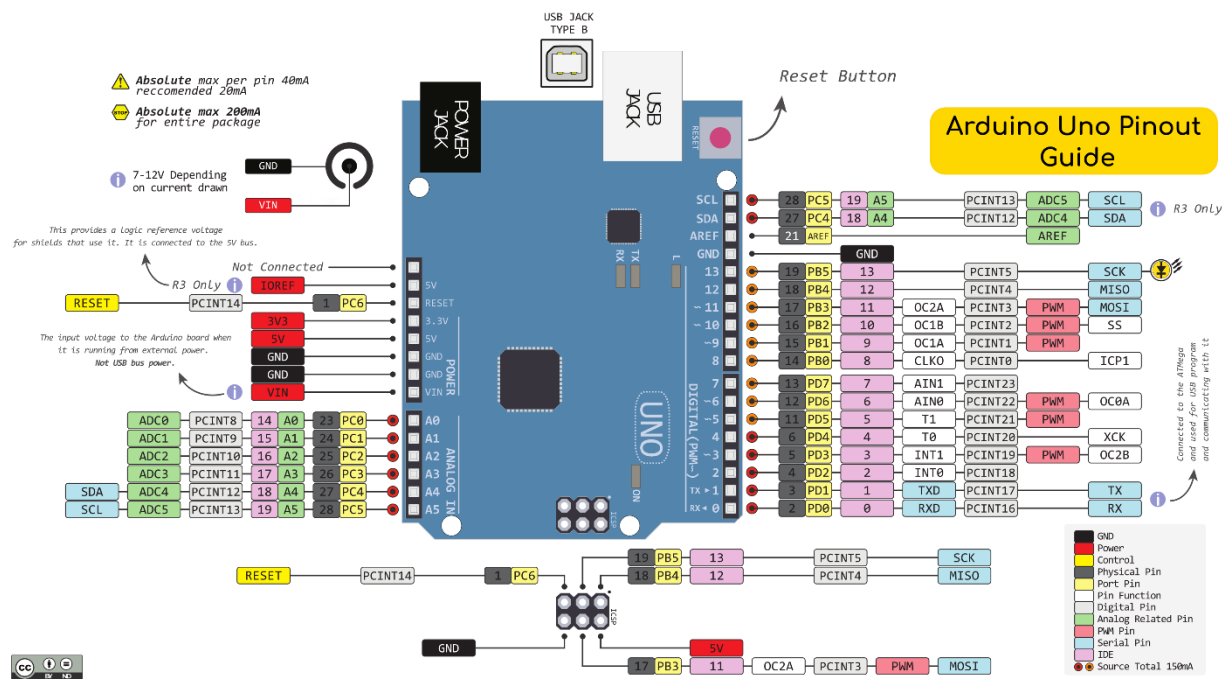 USB JACK
TYPE B
Absolute max per pin 40mA
reccomended 20mA
STOP
Absolute max 200mA
for entire package
Reset Button
Arduino Uno Pinout
Guide
POWER
JACK
USB
JACK
RESET
GND
7-12V Depending
on current drawn
VIN
This provides a logic reference voltage
for shields that use it. It is connected to the 5V bus.
Not Connected
R3 Only IOREF 5V
RESET PCINT14 1 PC6 RESET
3V3 3.3V
5V 5V
GND GND
GND GND
VIN VIN
The input voltage to the Arduino board when
it is running from external power.
Not USB bus power.
POWER
ADC0 PCINT8 14 A0 23 PC0 A0
ADC1 PCINT9 15 A1 24 PC1 A1
ADC2 PCINT10 16 A2 25 PC2 A2
ADC3 PCINT11 17 A3 26 PC3 A3
SDA ADC4 PCINT12 18 A4 27 PC4 A4
SCL ADC5 PCINT13 19 A5 28 PC5 A5
ANALOG IN
RX
TX
L
UNO
ON
ICSP
SCL 28 PC5 19 A5 PCINT13 ADC5 SCL
SDA 27 PC4 18 A4 PCINT12 ADC4 SDA R3 Only
AREF 21 AREF AREF
GND GND
13 19 PB5 13 PCINT5 SCK
12 18 PB4 12 PCINT4 MISO
~11 17 PB3 11 OC2A PCINT3 PWM MOSI
~10 16 PB2 10 OC1B PCINT2 PWM SS
~9 15 PB1 9 OC1A PCINT1 PWM
8 14 PB0 8 CLKO PCINT0 ICP1
7 13 PD7 7 AIN1 PCINT23
~6 12 PD6 6 AIN0 PCINT22 PWM OC0A
~5 11 PD5 5 T1 PCINT21 PWM
4 6 PD4 4 T0 PCINT20 XCK
~3 5 PD3 3 INT1 PCINT19 PWM OC2B
2 4 PD2 2 INT0 PCINT18
TX ▸ 1 3 PD1 1 TXD PCINT17 TX
RX ◂ 0 2 PD0 0 RXD PCINT16 RX
DIGITAL(PWM~)
Connected to the ATMega
and used for USB program
and communicating with it
19 PB5 13 PCINT5 SCK
18 PB4 12 PCINT4 MISO
RESET PCINT14 1 PC6
ICSP
GND
5V
17 PB3 11 OC2A PCINT3 PWM MOSI
GND
Power
Control
Physical Pin
Port Pin
Pin Function
Digital Pin
Analog Related Pin
PWM Pin
Serial Pin
IDE
Source Total 150mA
cc
BY ND